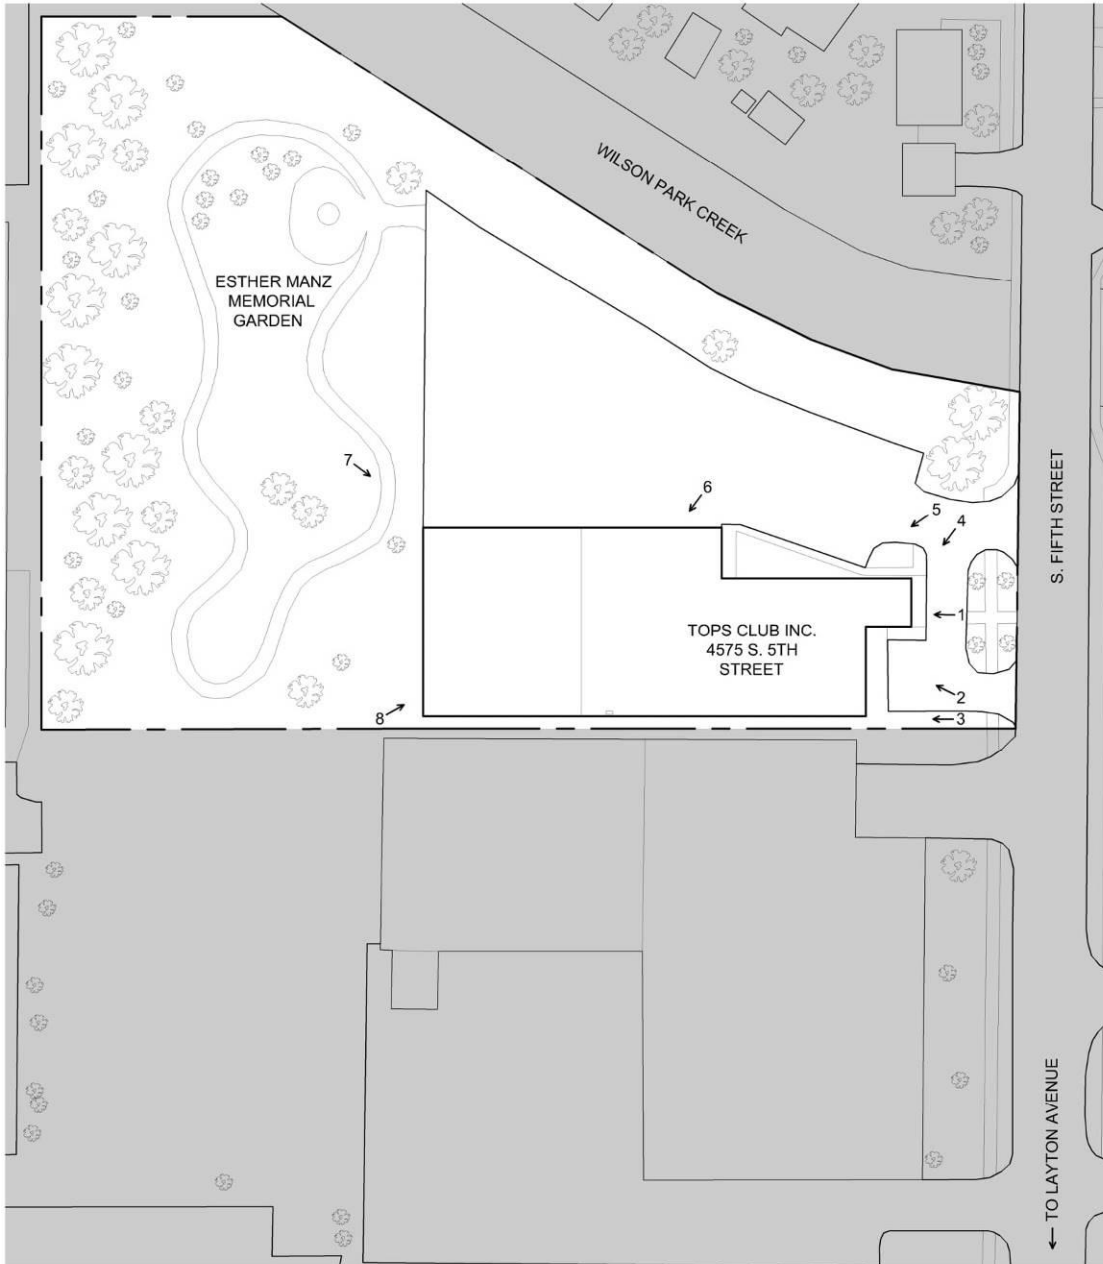 WILSON PARK CREEK
ESTHER MANZ
MEMORIAL
GARDEN
S. FIFTH STREET
7
6
5
4
TOPS CLUB INC.
4575 S. 5TH
STREET
1
2
8
3
← TO LAYTON AVENUE